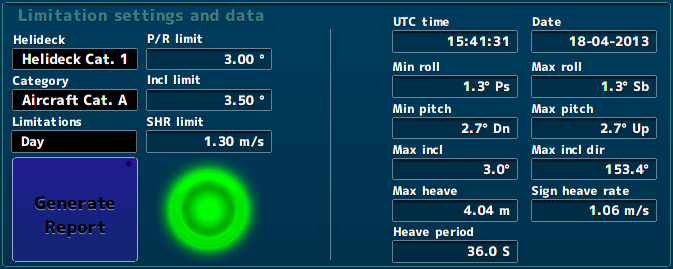 Limitation settings and data
Helideck
Helideck Cat. 1
P/R limit
3.00 °
Category
Aircraft Cat. A
Incl limit
3.50 °
Limitations
Day
SHR limit
1.30 m/s
Generate
Report
UTC time
15:41:31
Date
18-04-2013
Min roll
1.3° Ps
Max roll
1.3° Sb
Min pitch
2.7° Dn
Max pitch
2.7° Up
Max incl
3.0°
Max incl dir
153.4°
Max heave
4.04 m
Sign heave rate
1.06 m/s
Heave period
36.0 S